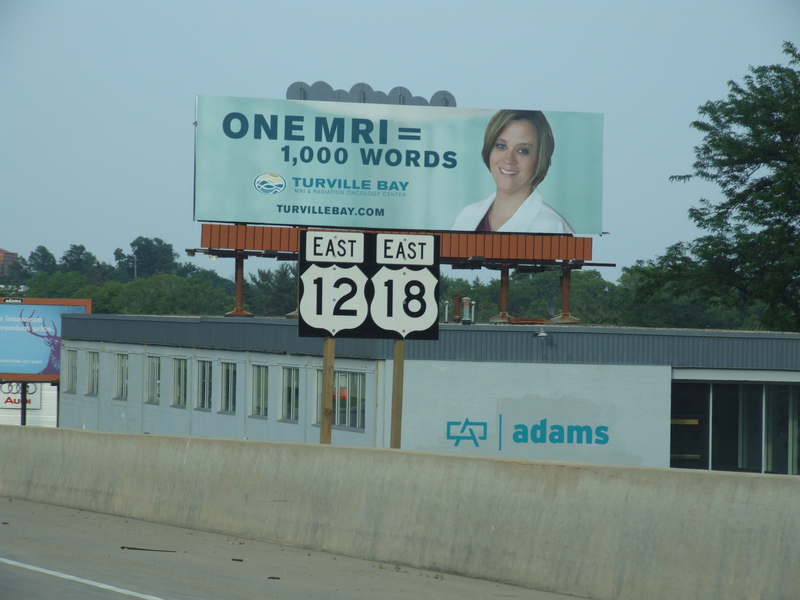 ONE MRI =
1,000 WORDS
TURVILLE BAY
MRI & RADIATION ONCOLOGY CENTER
TURVILLEBAY.COM
EAST
12
EAST
18
adams
adams
Audi